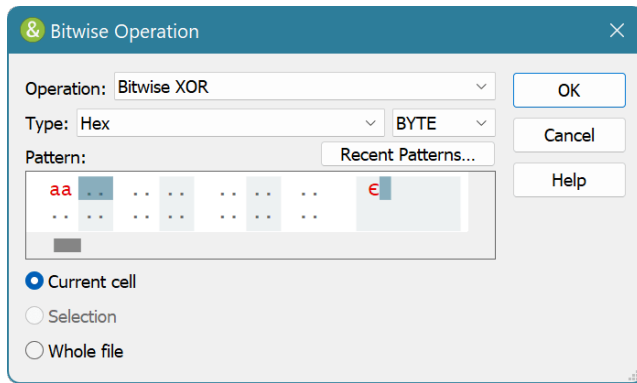 & Bitwise Operation
Operation: Bitwise XOR
OK
Type: Hex BYTE
Cancel
Pattern: Recent Patterns...
Help
aa .. .. .. .. .. .. є
.. .. .. .. .. .. ..
Current cell
Selection
Whole file